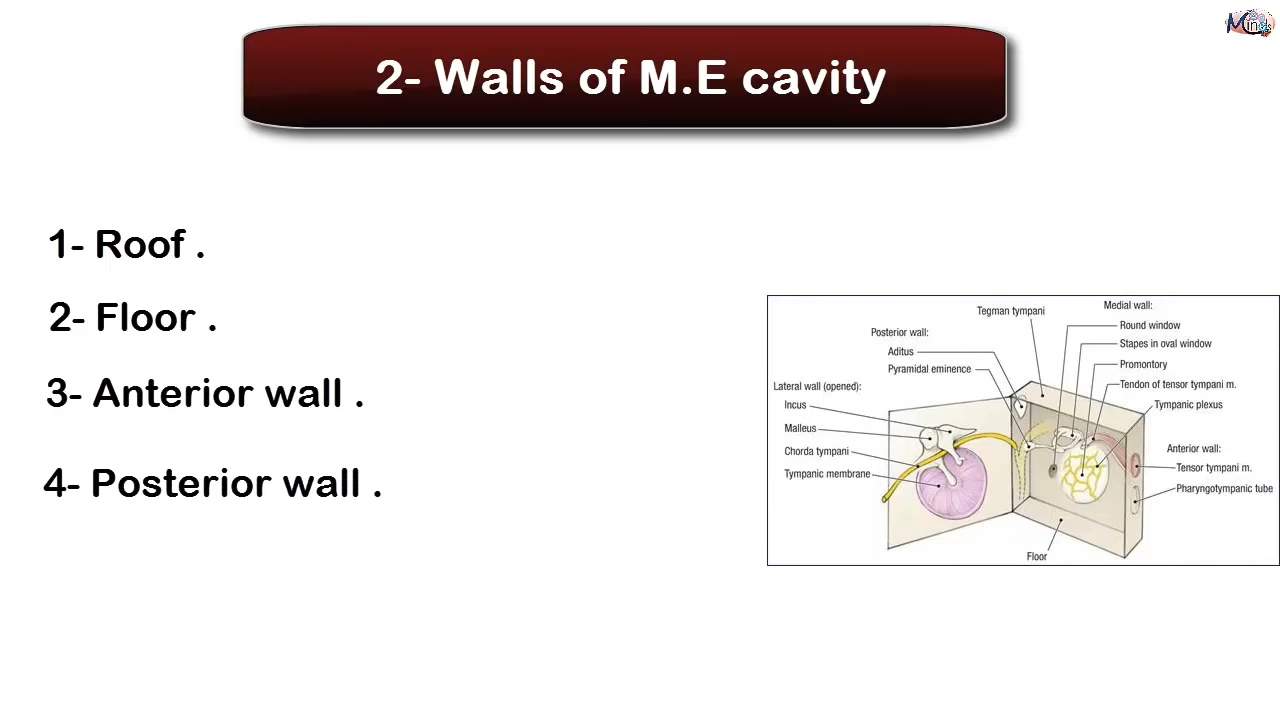 Minds
2- Walls of M.E cavity
1- Roof .
2- Floor .
3- Anterior wall .
4- Posterior wall .
Tegman tympani
Medial wall:
Round window
Stapes in oval window
Promontory
Tendon of tensor tympani m.
Tympanic plexus
Posterior wall:
Aditus
Pyramidal eminence
Lateral wall (opened):
Incus
Malleus
Chorda tympani
Tympanic membrane
Anterior wall:
Tensor tympani m.
Pharyngotympanic tube
Floor